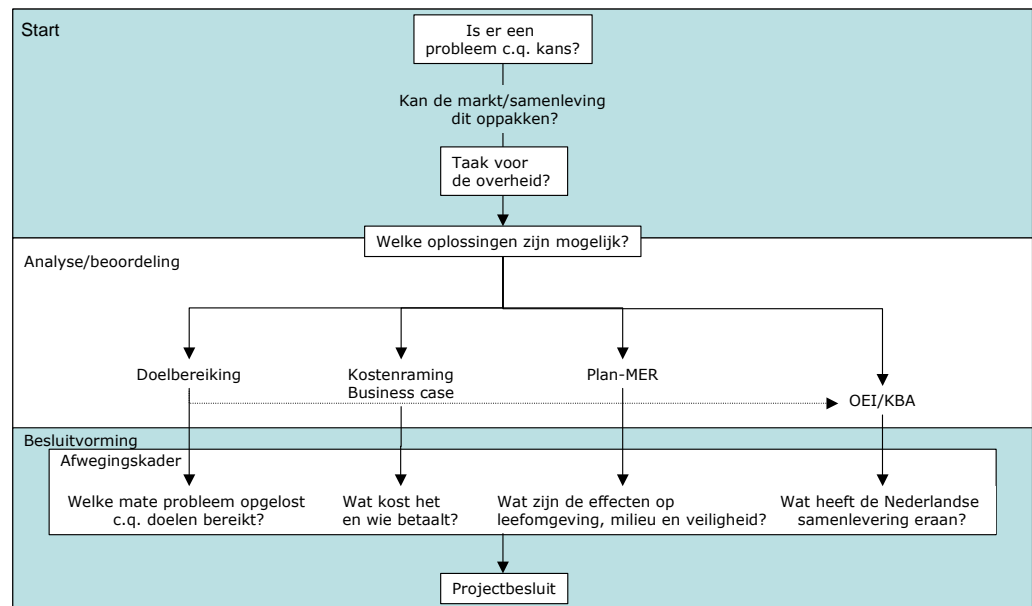 Start
Is er een
probleem c.q. kans?
Kan de markt/samenleving
dit oppakken?
Taak voor
de overheid?
Welke oplossingen zijn mogelijk?
Analyse/beoordeling
Doelbereiking
Kostenraming
Business case
Plan-MER
OEI/KBA
Besluitvorming
Afwegingskader
Welke mate probleem opgelost
c.q. doelen bereikt?
Wat kost het
en wie betaalt?
Wat zijn de effecten op
leefomgeving, milieu en veiligheid?
Wat heeft de Nederlandse
samenlevering eraan?
Projectbesluit